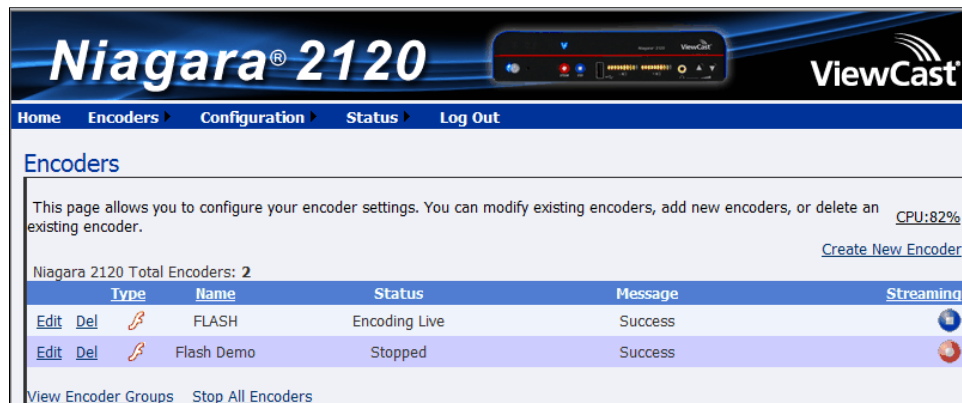 Niagara® 2120
ViewCast
ViewCast®
Home Encoders Configuration Status Log Out
Encoders
This page allows you to configure your encoder settings. You can modify existing encoders, add new encoders, or delete an
existing encoder.
CPU:82%
Create New Encoder
Niagara 2120 Total Encoders: 2
Type Name Status Message Streaming
Edit Del FLASH Encoding Live Success
Edit Del Flash Demo Stopped Success
View Encoder Groups Stop All Encoders